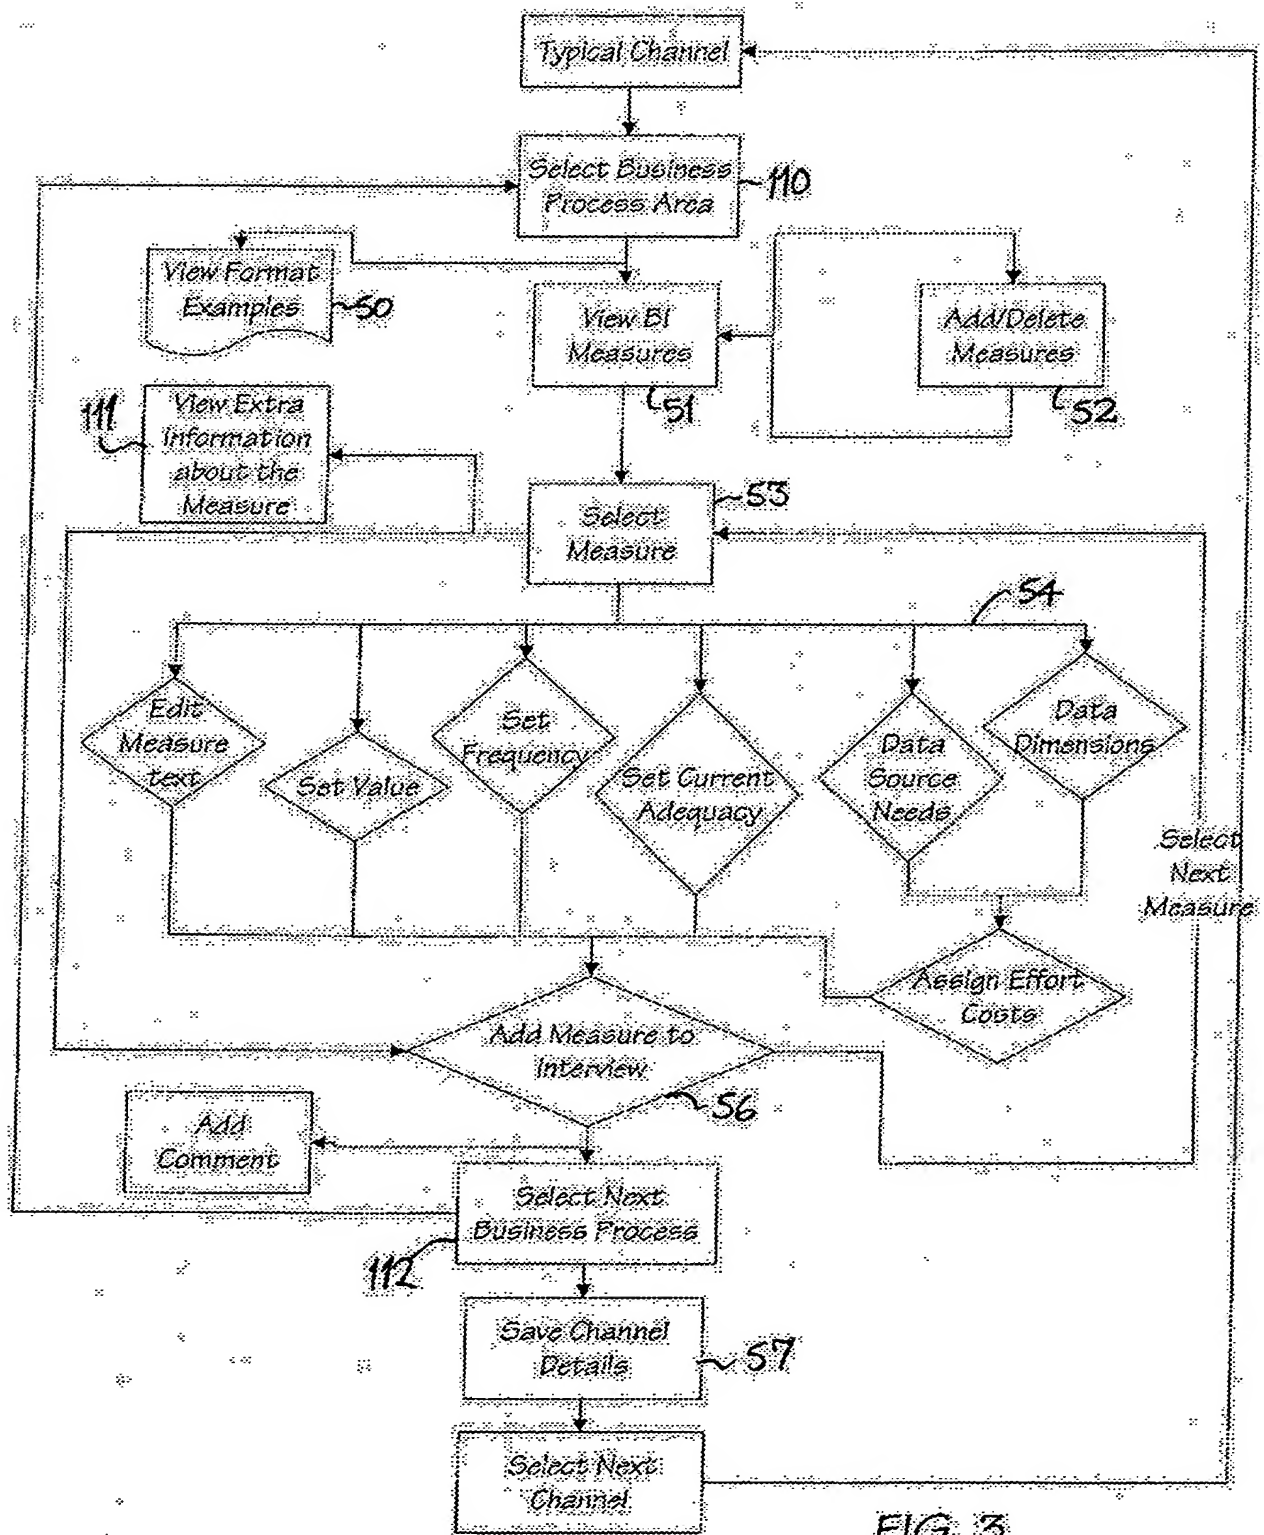 Typical Channel
Select Business
Process Area
110
View Format
Examples
50
View BI
Measures
51
Add/Delete
Measures
52
View Extra
Information
about the
Measure
111
Select
Measure
53
54
Edit
Measure
text
Set Value
Set
Frequency
Set Current
Adequacy
Data
Source
Needs
Data
Dimensions
Select
Next
Measure
Assign Effort
Costs
Add Measure to
Interview
56
Add
Comment
Select Next
Business Process
112
Save Channel
Details
57
Select Next
Channel
FIG. 3